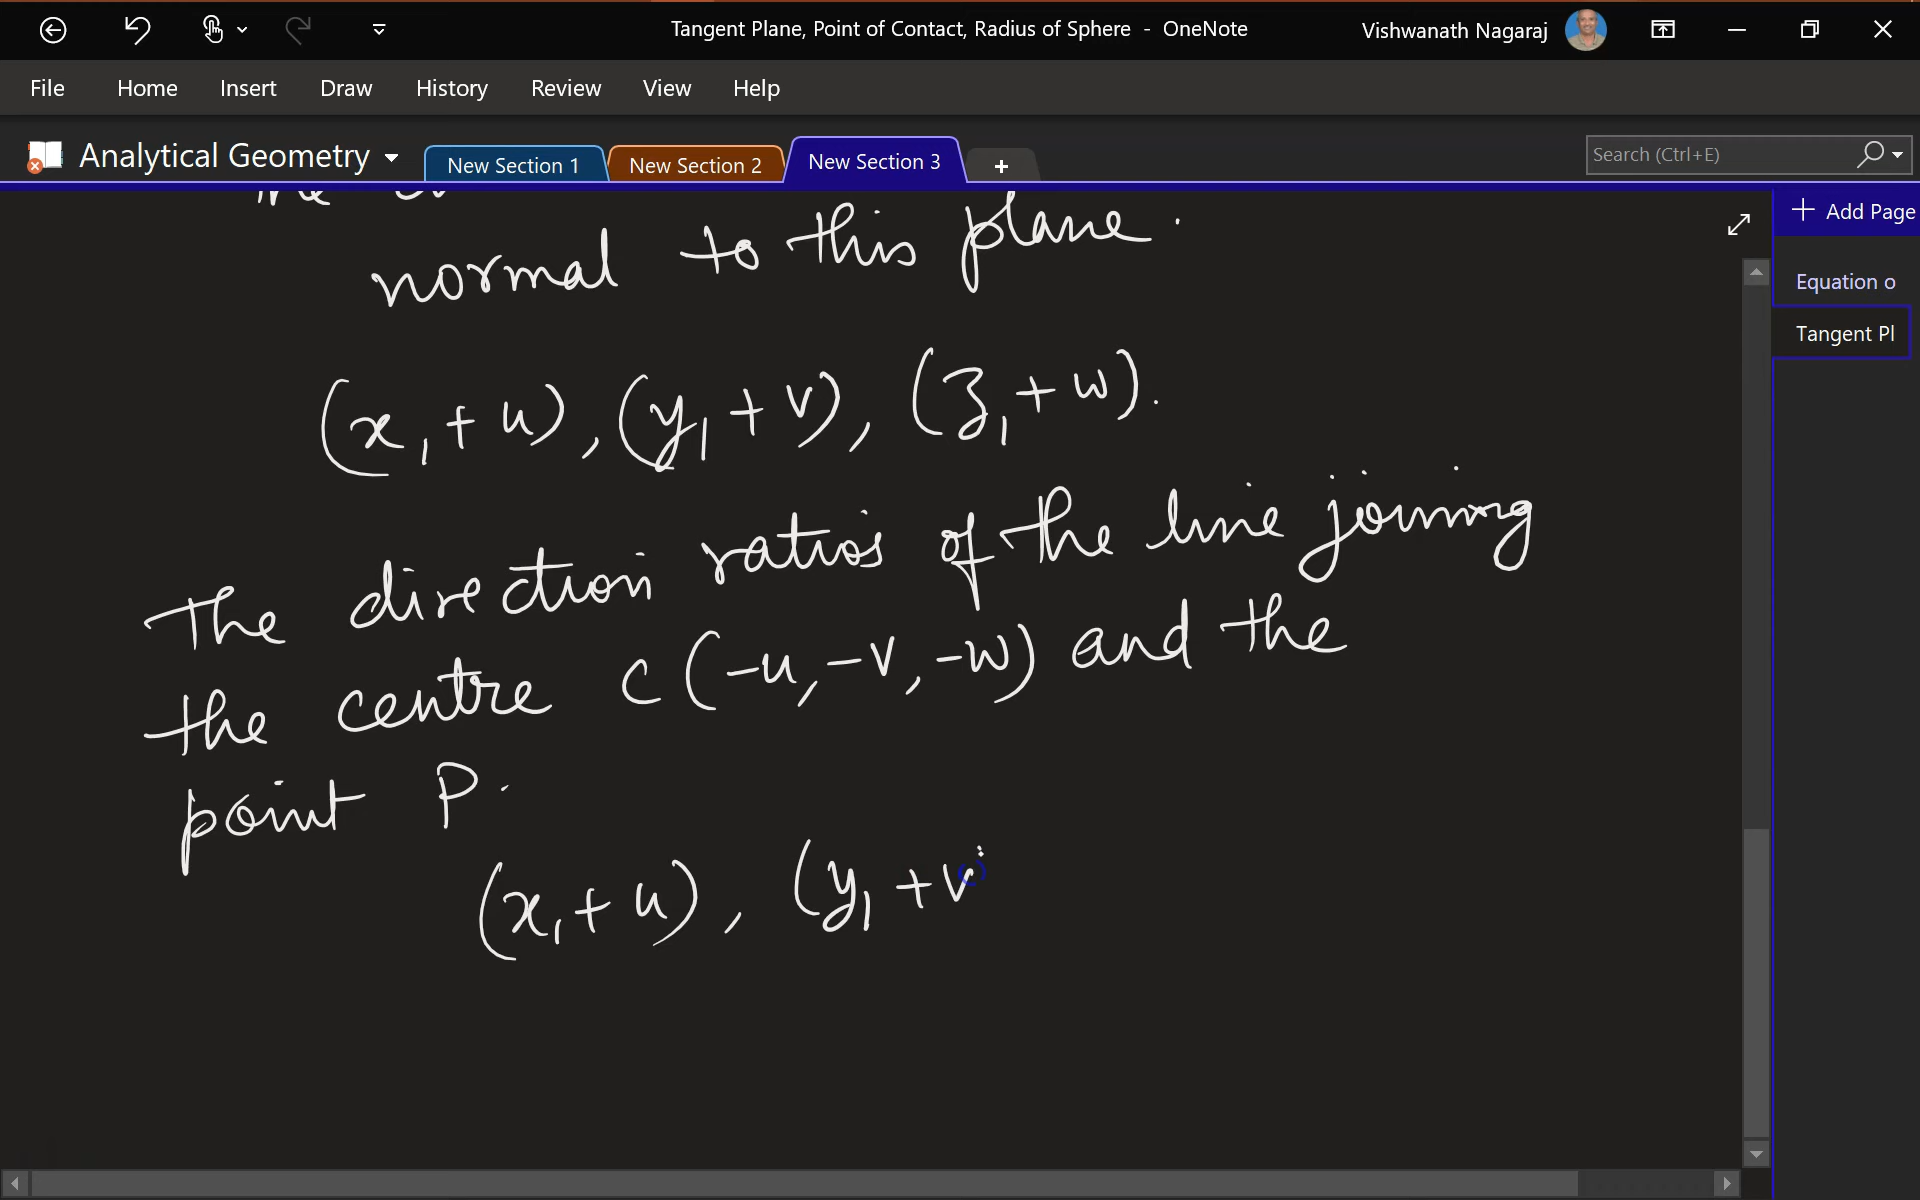 Tangent Plane, Point of Contact, Radius of Sphere - OneNote
Vishwanath Nagaraj
File Home Insert Draw History Review View Help
Analytical Geometry
New Section 1 New Section 2 New Section 3 +
Search (Ctrl+E)
Add Page
Equation o
Tangent Pl
normal to this plane.
(x₁+u), (y₁+v), (z₁+w).
The direction ratios of the line joining
the centre C(-u,-v,-w) and the
point P.
(x₁+u), (y₁+v